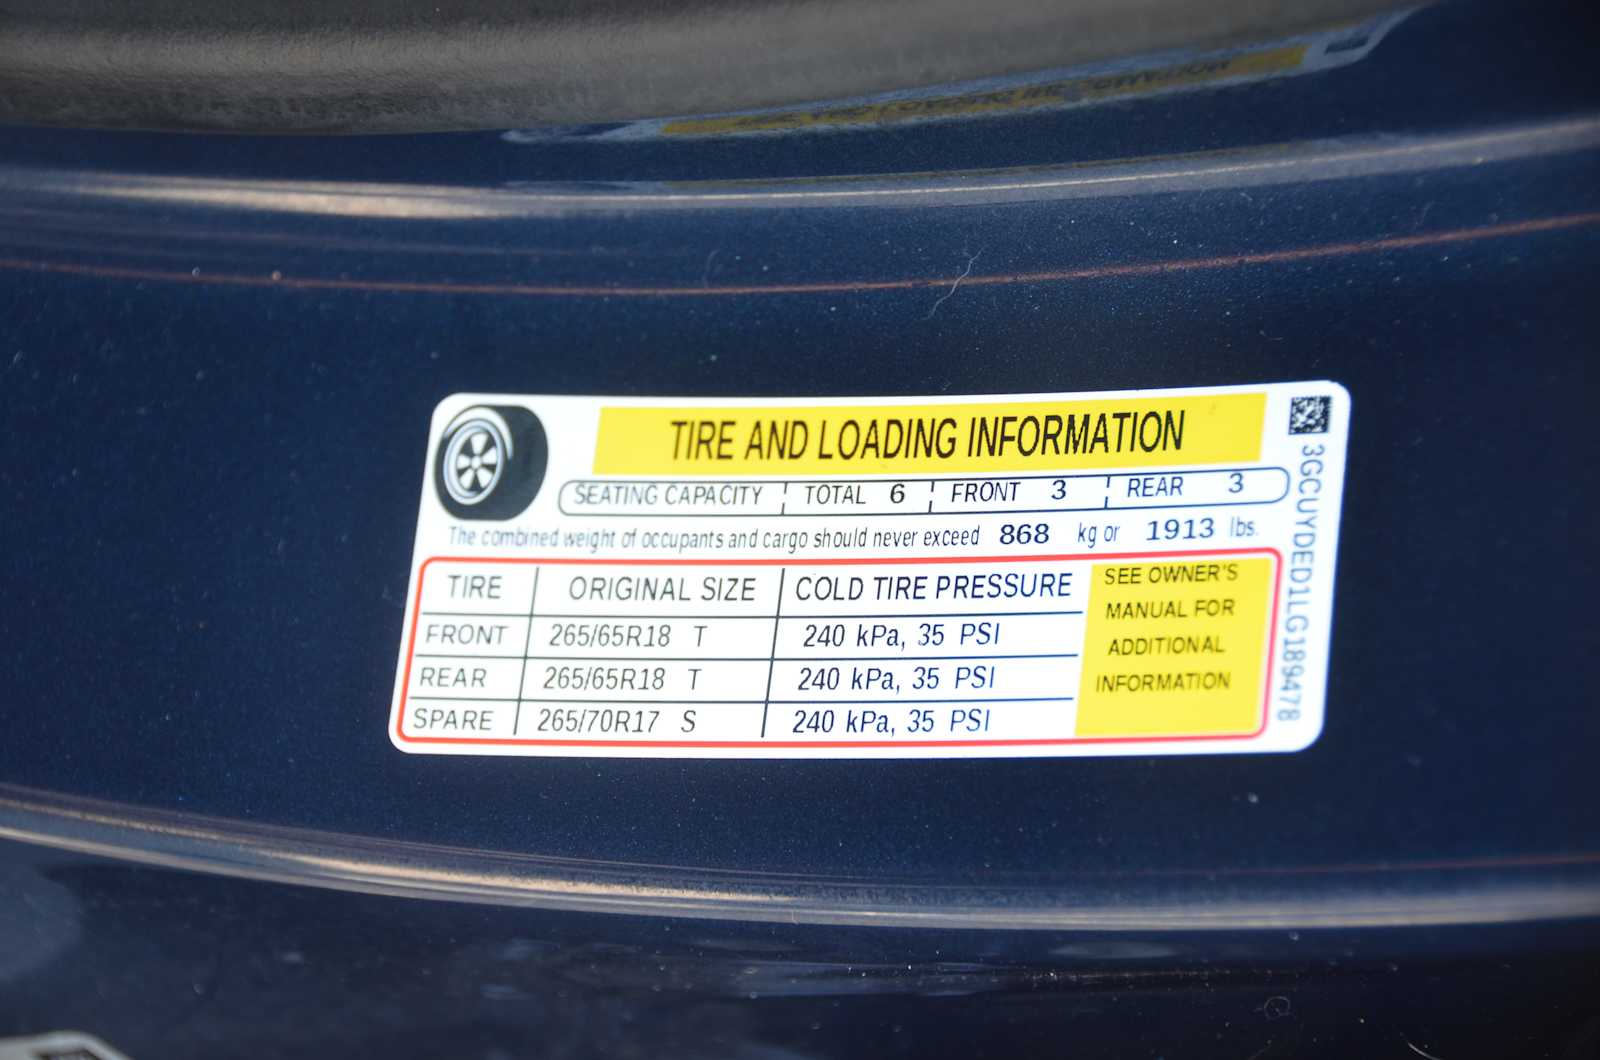 TIRE AND LOADING INFORMATION
SEATING CAPACITY TOTAL 6 FRONT 3 REAR 3
The combined weight of occupants and cargo should never exceed 868 kg or 1913 lbs.
TIRE ORIGINAL SIZE COLD TIRE PRESSURE
FRONT 265/65R18 T 240 kPa, 35 PSI
REAR 265/65R18 T 240 kPa, 35 PSI
SPARE 265/70R17 S 240 kPa, 35 PSI
SEE OWNER'S
MANUAL FOR
ADDITIONAL
INFORMATION
3GCUYDED1LG189478